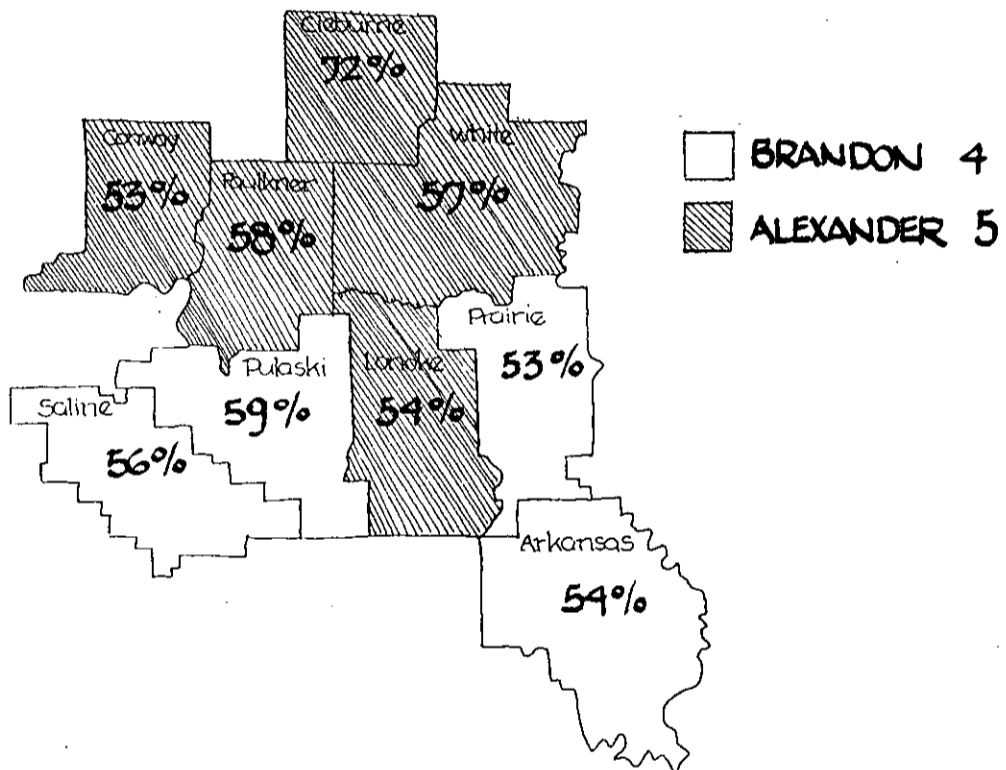 Cleburne
72%
White
57%
Conway
53%
Faulkner
58%
BRANDON 4
ALEXANDER 5
Prairie
53%
Pulaski
59%
Lonoke
54%
Saline
56%
Arkansas
54%